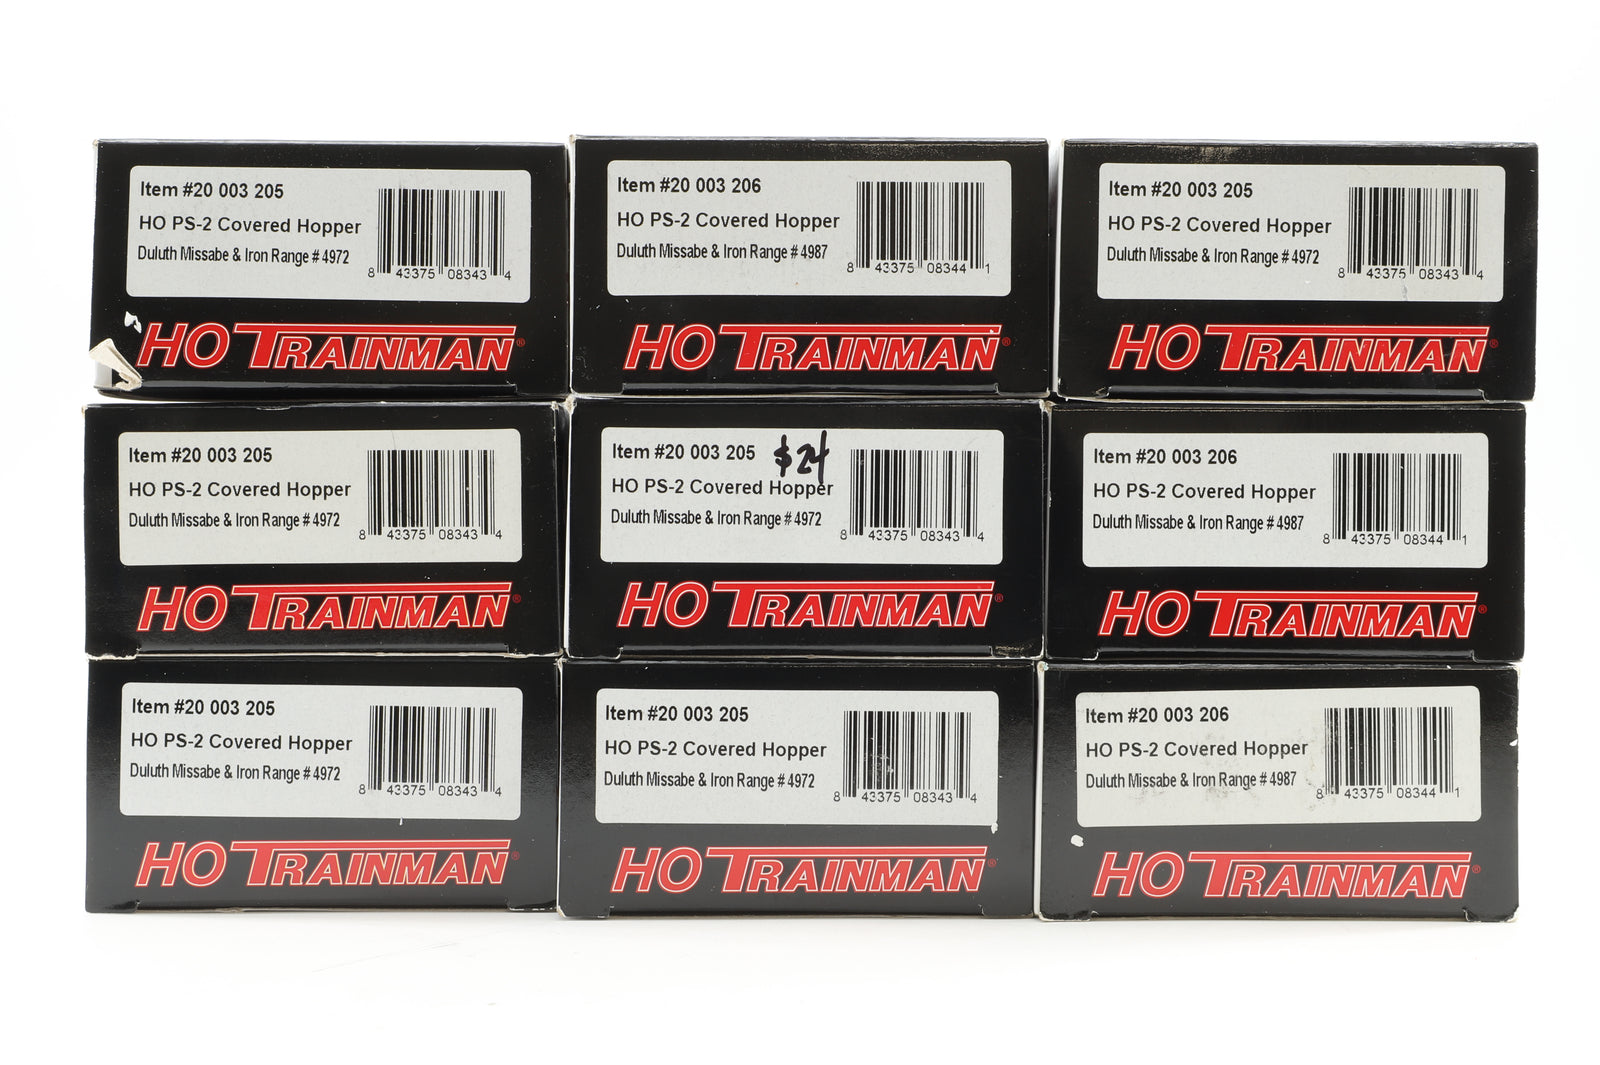 Item #20 003 205
HO PS-2 Covered Hopper
Duluth Missabe & Iron Range # 4972
8 43375 08343 4
HO TRAINMAN®
Item #20 003 206
HO PS-2 Covered Hopper
Duluth Missabe & Iron Range # 4987
8 43375 08344 1
HO TRAINMAN®
Item #20 003 205
HO PS-2 Covered Hopper
Duluth Missabe & Iron Range # 4972
8 43375 08343 4
HO TRAINMAN®
Item #20 003 205
HO PS-2 Covered Hopper
Duluth Missabe & Iron Range # 4972
8 43375 08343 4
HO TRAINMAN®
Item #20 003 205 $24
HO PS-2 Covered Hopper
Duluth Missabe & Iron Range # 4972
8 43375 08343 4
HO TRAINMAN®
Item #20 003 206
HO PS-2 Covered Hopper
Duluth Missabe & Iron Range # 4987
8 43375 08344 1
HO TRAINMAN®
Item #20 003 205
HO PS-2 Covered Hopper
Duluth Missabe & Iron Range # 4972
8 43375 08343 4
HO TRAINMAN®
Item #20 003 205
HO PS-2 Covered Hopper
Duluth Missabe & Iron Range # 4972
8 43375 08343 4
HO TRAINMAN®
Item #20 003 206
HO PS-2 Covered Hopper
Duluth Missabe & Iron Range # 4987
8 43375 08344 1
HO TRAINMAN®